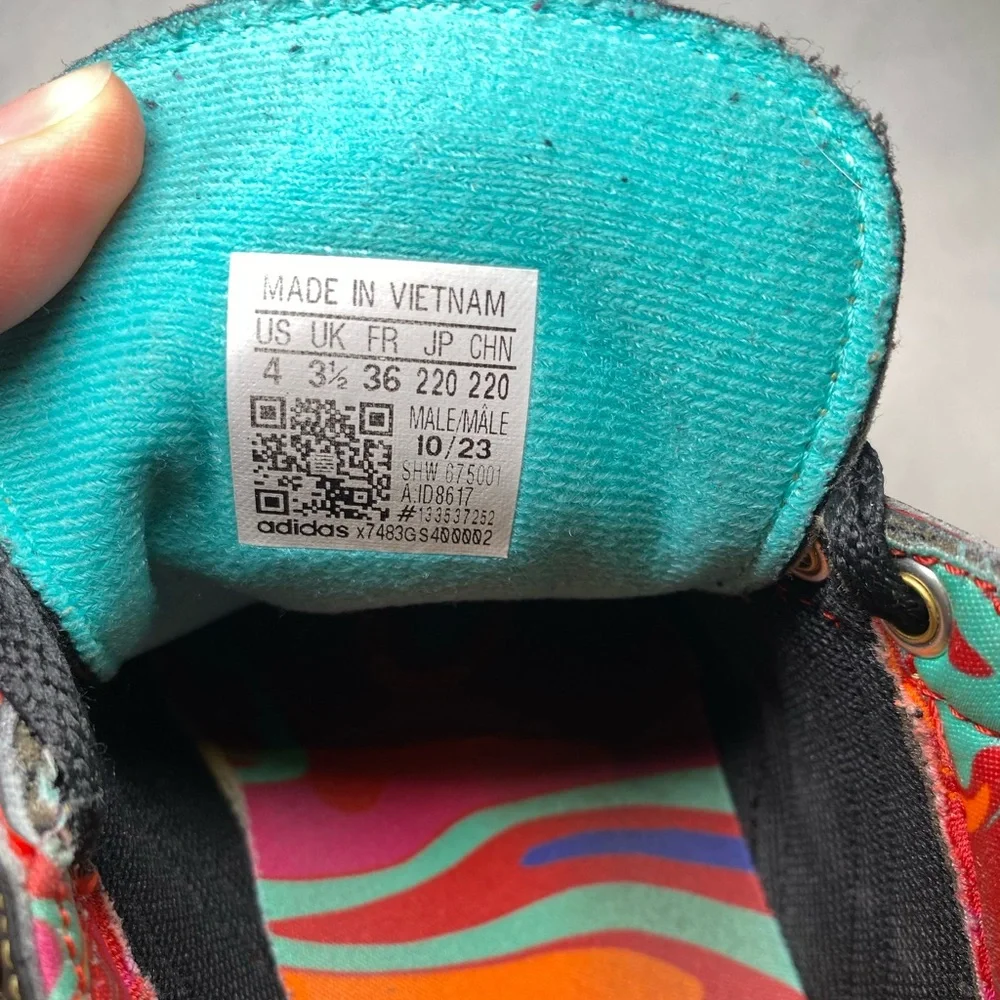 MADE IN VIETNAM
US UK FR JP CHN
4 3½ 36 220 220
MALE/MÂLE
10/23
SHW 675001
A.ID8617
#133537252
adidas x7483GS400002